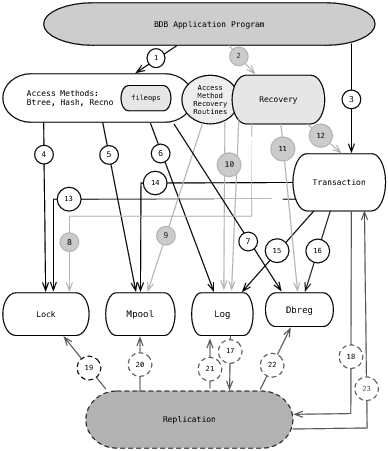 BDB Application Program
1
2
Access Methods:
Btree, Hash, Recno
fileops
Access
Method
Recovery
Routines
Recovery
3
12
4
5
6
10
11
14
Transaction
13
8
9
7
15
16
Lock
Mpool
Log
Dbreg
17
18
19
20
21
22
23
Replication